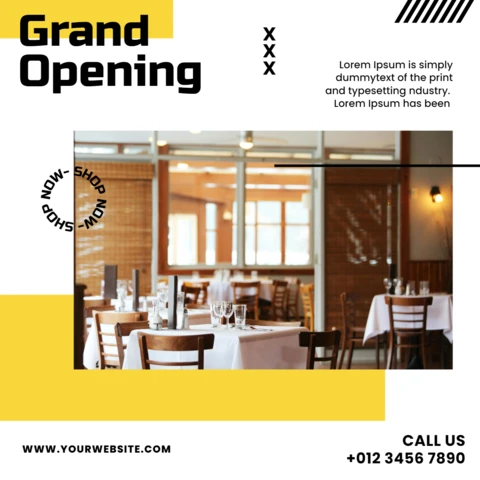 Grand
Opening
X
X
X
Lorem Ipsum is simply
dummytext of the print
and typesetting ndustry.
Lorem Ipsum has been
SHOP NOW- SHOP NOW-
WWW.YOURWEBSITE.COM
CALL US
+012 3456 7890